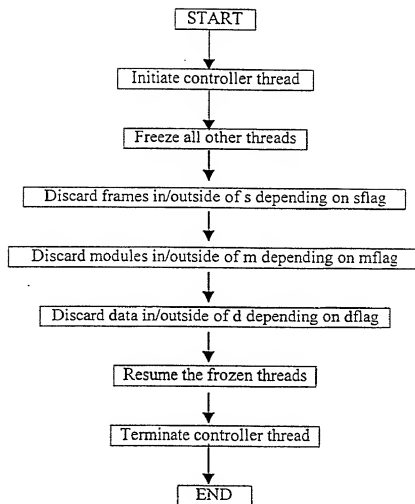 START
Initiate controller thread
Freeze all other threads
Discard frames in/outside of s depending on sflag
Discard modules in/outside of m depending on mflag
Discard data in/outside of d depending on dflag
Resume the frozen threads
Terminate controller thread
END